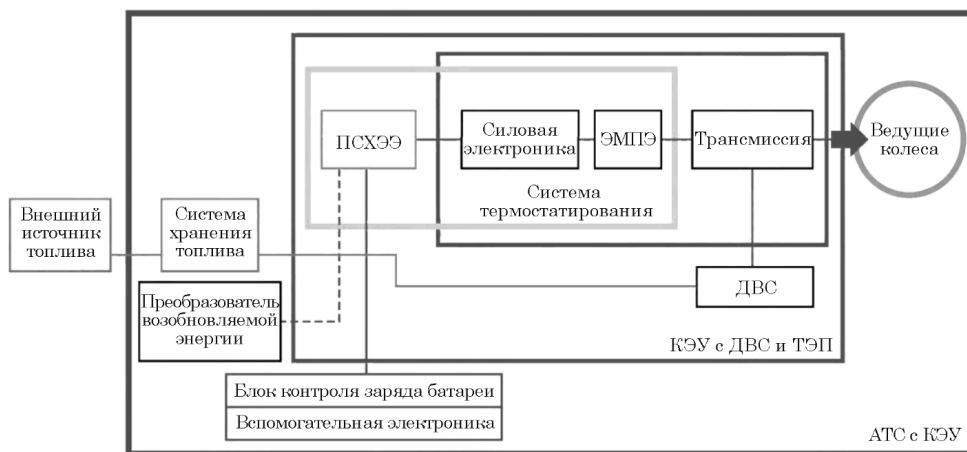 ПСХЭЭ
Силовая
электроника
ЭМПЭ
Трансмиссия
Ведущие
колеса
Система
термостатирования
Внешний
источник
топлива
Система
хранения
топлива
ДВС
Преобразователь
возобновляемой
энергии
КЭУ с ДВС и ТЭП
Блок контроля заряда батареи
Вспомогательная электроника
АТС с КЭУ